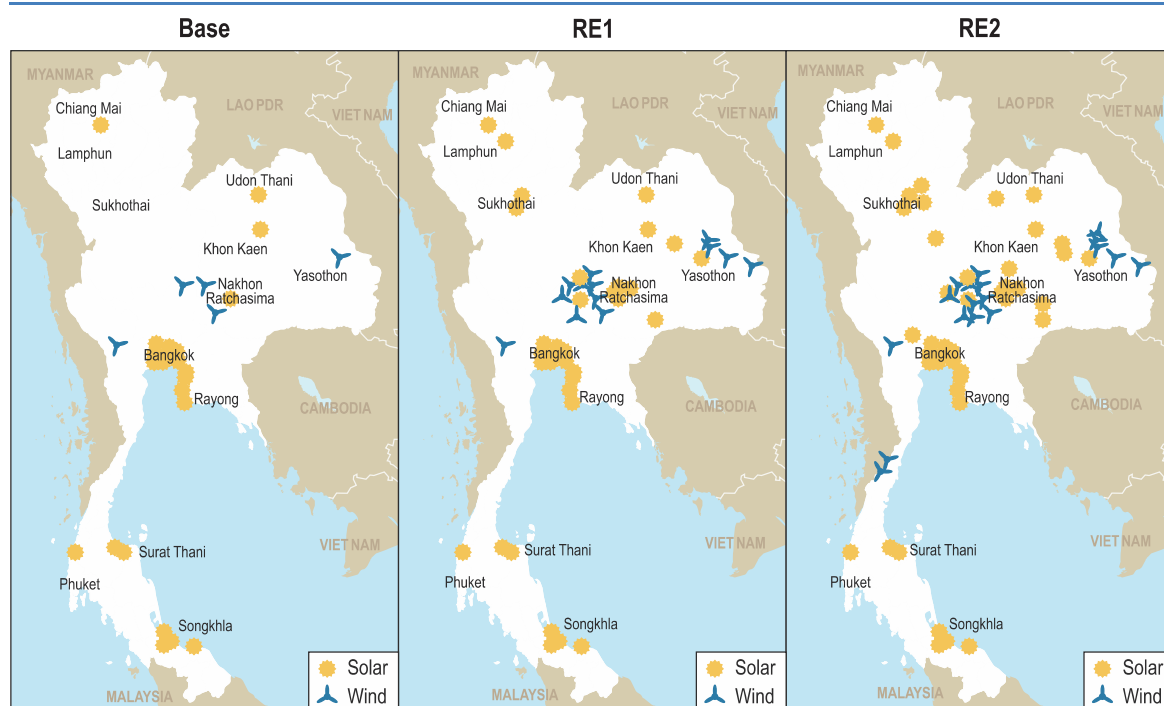 Base
MYANMAR
Chiang Mai
LAO PDR
VIET NAM
Lamphun
Udon Thani
Sukhothai
Khon Kaen
Yasothon
Nakhon
Ratchasima
Bangkok
Rayong
CAMBODIA
VIET NAM
Surat Thani
Phuket
Songkhla
MALAYSIA
Solar
Wind
RE1
MYANMAR
Chiang Mai
LAO PDR
VIET NAM
Lamphun
Udon Thani
Sukhothai
Khon Kaen
Yasothon
Nakhon
Ratchasima
Bangkok
Rayong
CAMBODIA
VIET NAM
Surat Thani
Phuket
Songkhla
MALAYSIA
Solar
Wind
RE2
MYANMAR
Chiang Mai
LAO PDR
VIET NAM
Lamphun
Udon Thani
Sukhothai
Khon Kaen
Yasothon
Nakhon
Ratchasima
Bangkok
Rayong
CAMBODIA
VIET NAM
Surat Thani
Phuket
Songkhla
MALAYSIA
Solar
Wind